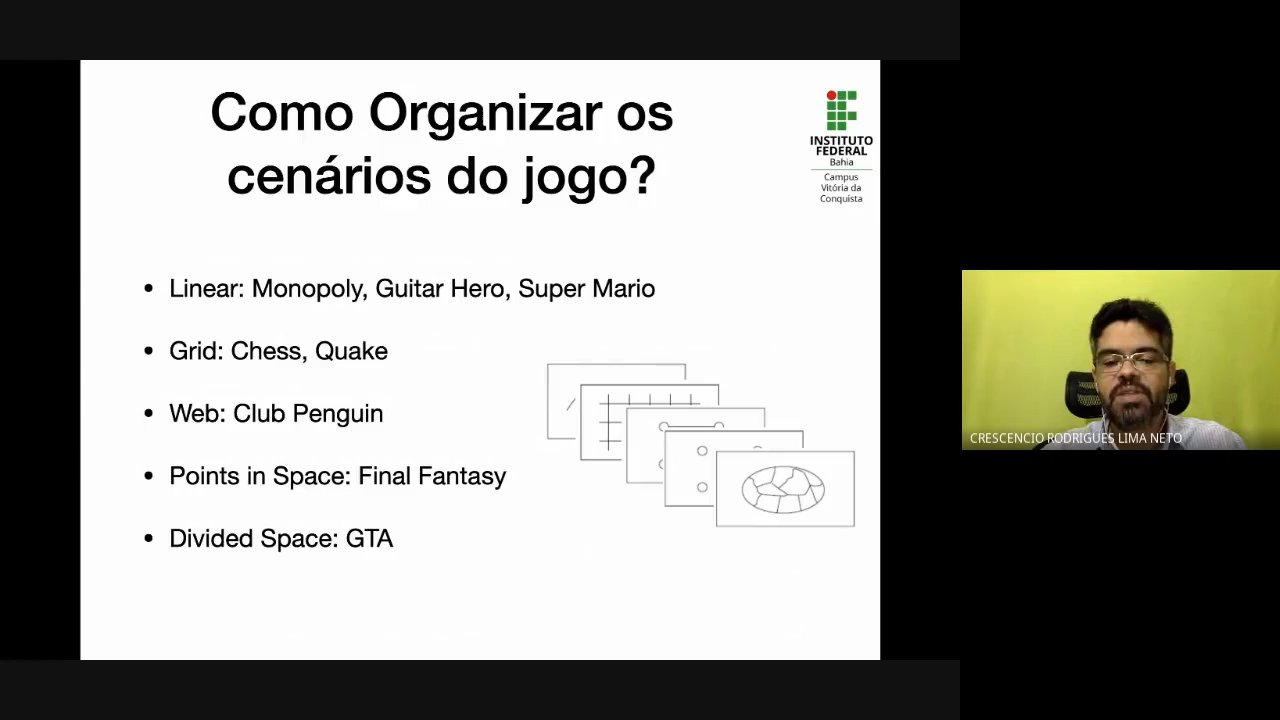 Como Organizar os
cenários do jogo?
INSTITUTO
FEDERAL
Bahia
Campus
Vitória da
Conquista
• Linear: Monopoly, Guitar Hero, Super Mario
• Grid: Chess, Quake
• Web: Club Penguin
• Points in Space: Final Fantasy
• Divided Space: GTA
CRESCENCIO RODRIGUES LIMA NETO